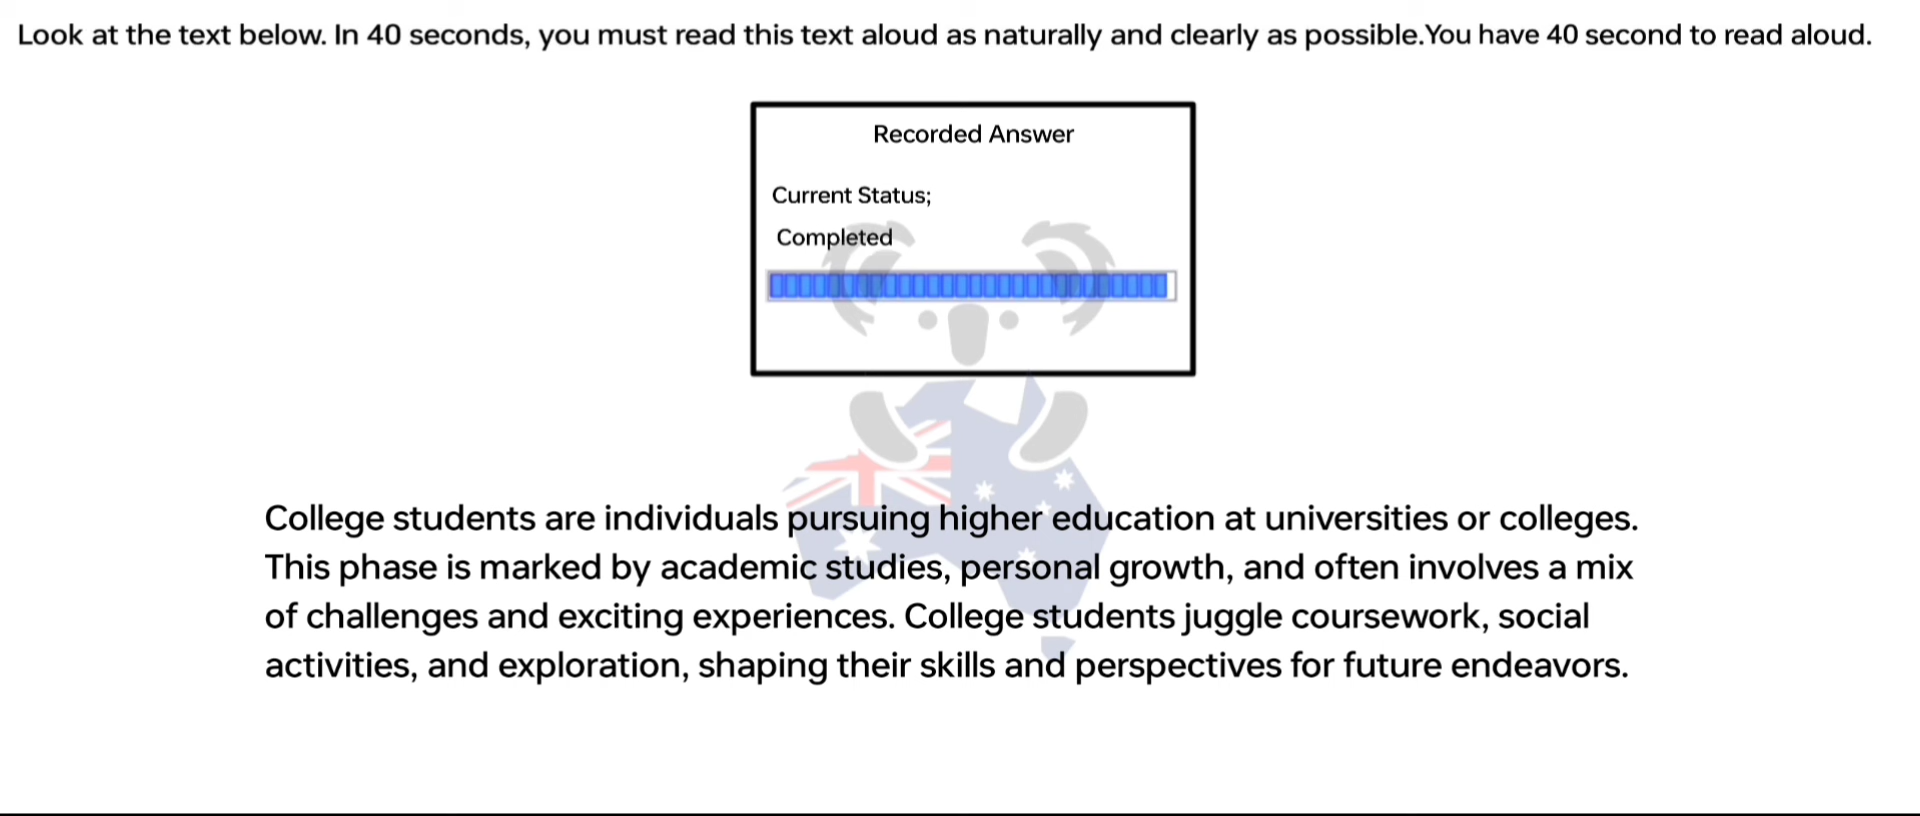 Look at the text below. In 40 seconds, you must read this text aloud as naturally and clearly as possible.You have 40 second to read aloud.
Recorded Answer
Current Status;
Completed
College students are individuals pursuing higher education at universities or colleges.
This phase is marked by academic studies, personal growth, and often involves a mix
of challenges and exciting experiences. College students juggle coursework, social
activities, and exploration, shaping their skills and perspectives for future endeavors.